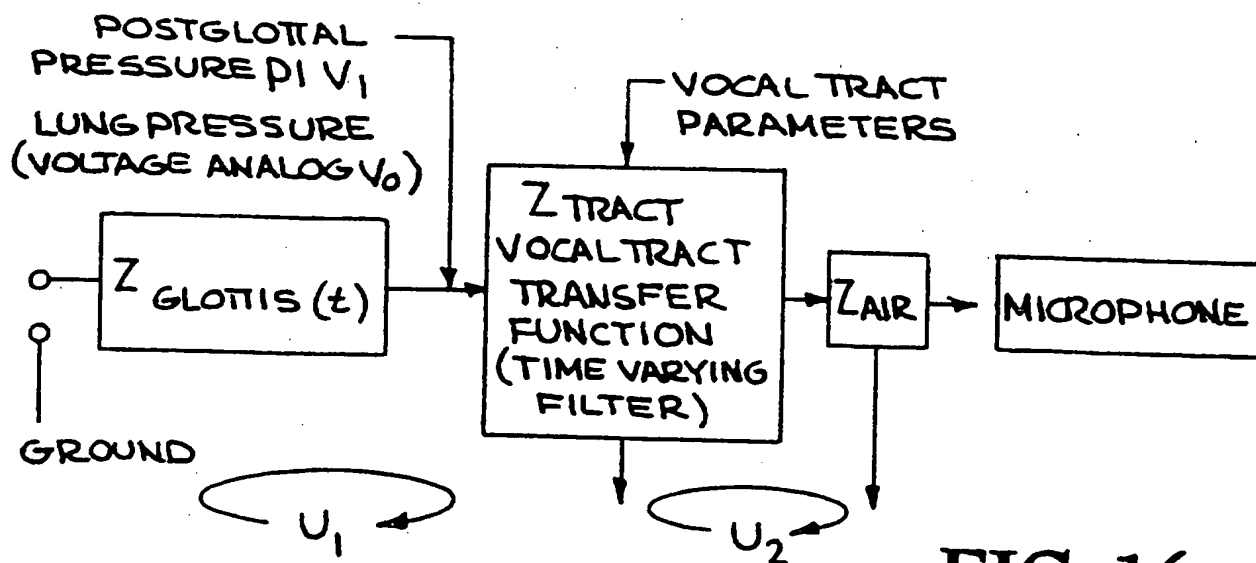 POSTGLOTTAL
PRESSURE P1 V1
LUNG PRESSURE
(VOLTAGE ANALOG V0)
VOCAL TRACT
PARAMETERS
Z GLOTTIS (t)
Z TRACT
VOCAL TRACT
TRANSFER
FUNCTION
(TIME VARYING
FILTER)
ZAIR
MICROPHONE
GROUND
U1
U2